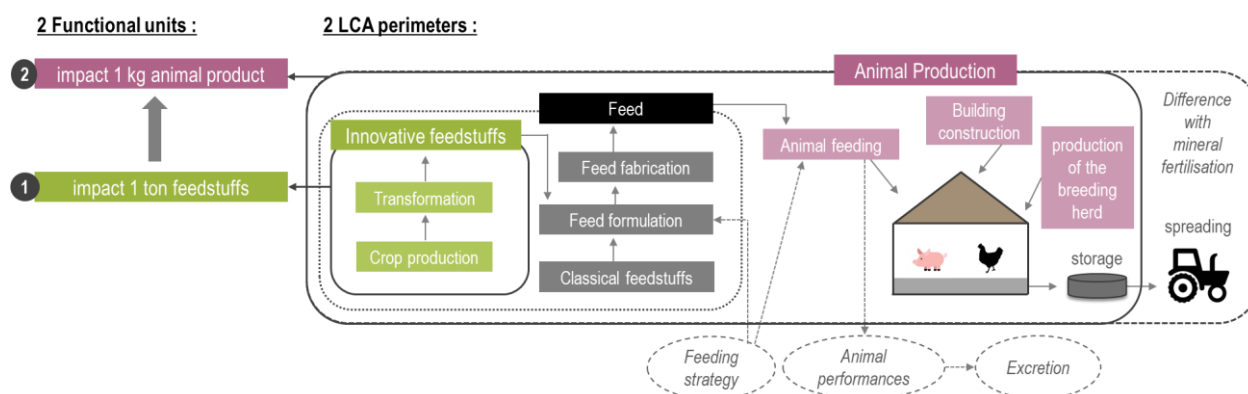 2 Functional units :
2 LCA perimeters :
2 impact 1 kg animal product
1 impact 1 ton feedstuffs
Animal Production
Feed
Innovative feedstuffs
Transformation
Crop production
Feed fabrication
Feed formulation
Classical feedstuffs
Animal feeding
Building
construction
production
of the
breeding
herd
Difference
with
mineral
fertilisation
storage
spreading
Feeding
strategy
Animal
performances
Excretion